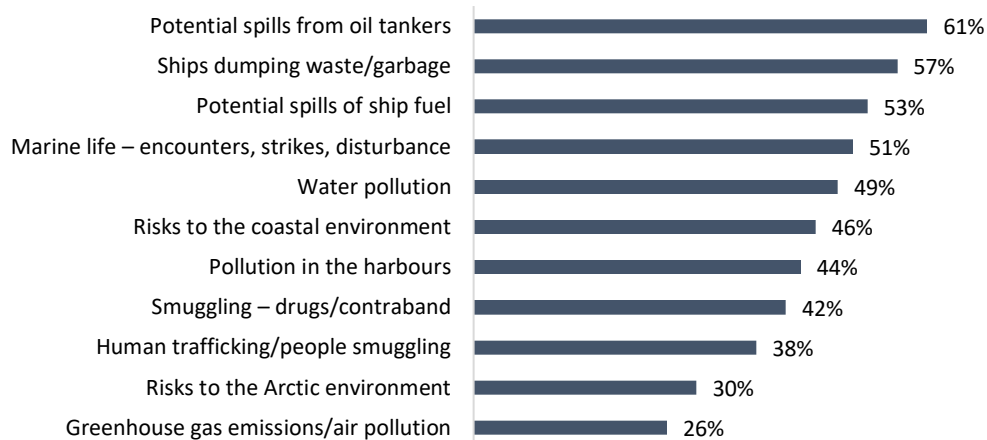 Potential spills from oil tankers 61%
Ships dumping waste/garbage 57%
Potential spills of ship fuel 53%
Marine life – encounters, strikes, disturbance 51%
Water pollution 49%
Risks to the coastal environment 46%
Pollution in the harbours 44%
Smuggling – drugs/contraband 42%
Human trafficking/people smuggling 38%
Risks to the Arctic environment 30%
Greenhouse gas emissions/air pollution 26%